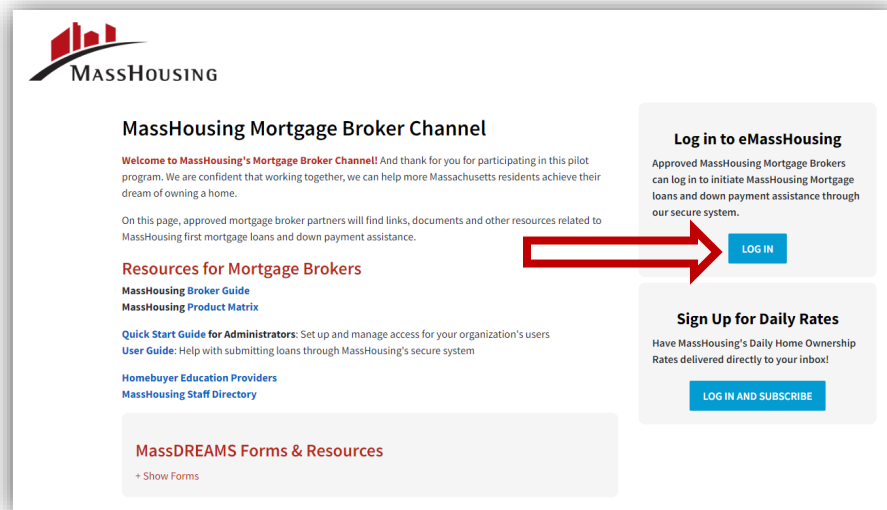 MASSHOUSING
MassHousing Mortgage Broker Channel
Welcome to MassHousing's Mortgage Broker Channel! And thank for you for participating in this pilot
program. We are confident that working together, we can help more Massachusetts residents achieve their
dream of owning a home.
On this page, approved mortgage broker partners will find links, documents and other resources related to
MassHousing first mortgage loans and down payment assistance.
Resources for Mortgage Brokers
MassHousing Broker Guide
MassHousing Product Matrix
Quick Start Guide for Administrators: Set up and manage access for your organization's users
User Guide: Help with submitting loans through MassHousing's secure system
Homebuyer Education Providers
MassHousing Staff Directory
MassDREAMS Forms & Resources
+ Show Forms
Log in to eMassHousing
Approved MassHousing Mortgage Brokers
can log in to initiate MassHousing Mortgage
loans and down payment assistance through
our secure system.
LOG IN
Sign Up for Daily Rates
Have MassHousing's Daily Home Ownership
Rates delivered directly to your inbox!
LOG IN AND SUBSCRIBE